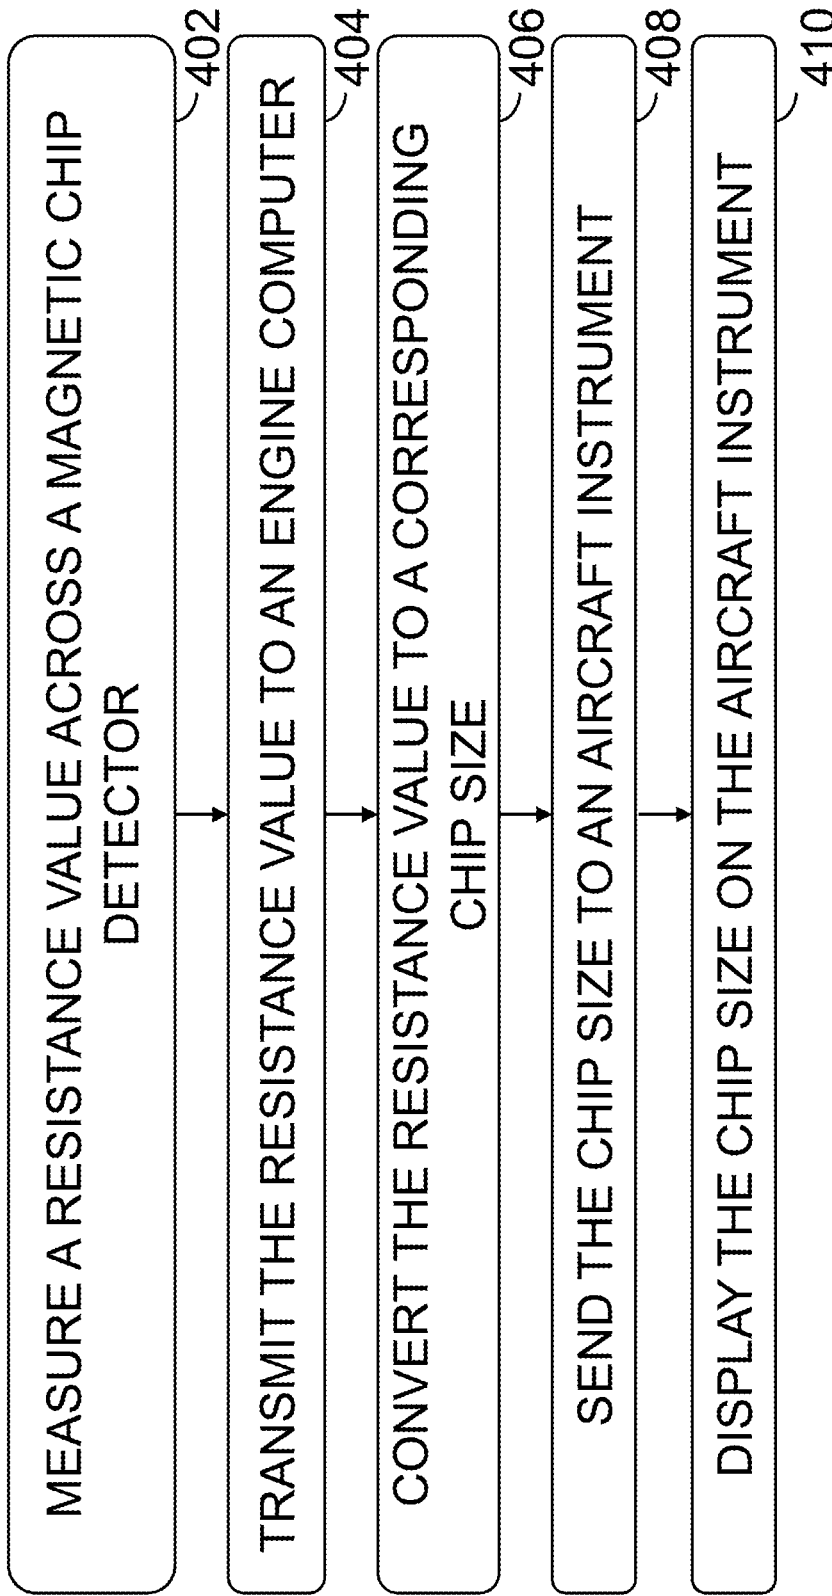 MEASURE A RESISTANCE VALUE ACROSS A MAGNETIC CHIP
DETECTOR
402
TRANSMIT THE RESISTANCE VALUE TO AN ENGINE COMPUTER
404
CONVERT THE RESISTANCE VALUE TO A CORRESPONDING
CHIP SIZE
406
SEND THE CHIP SIZE TO AN AIRCRAFT INSTRUMENT
408
DISPLAY THE CHIP SIZE ON THE AIRCRAFT INSTRUMENT
410